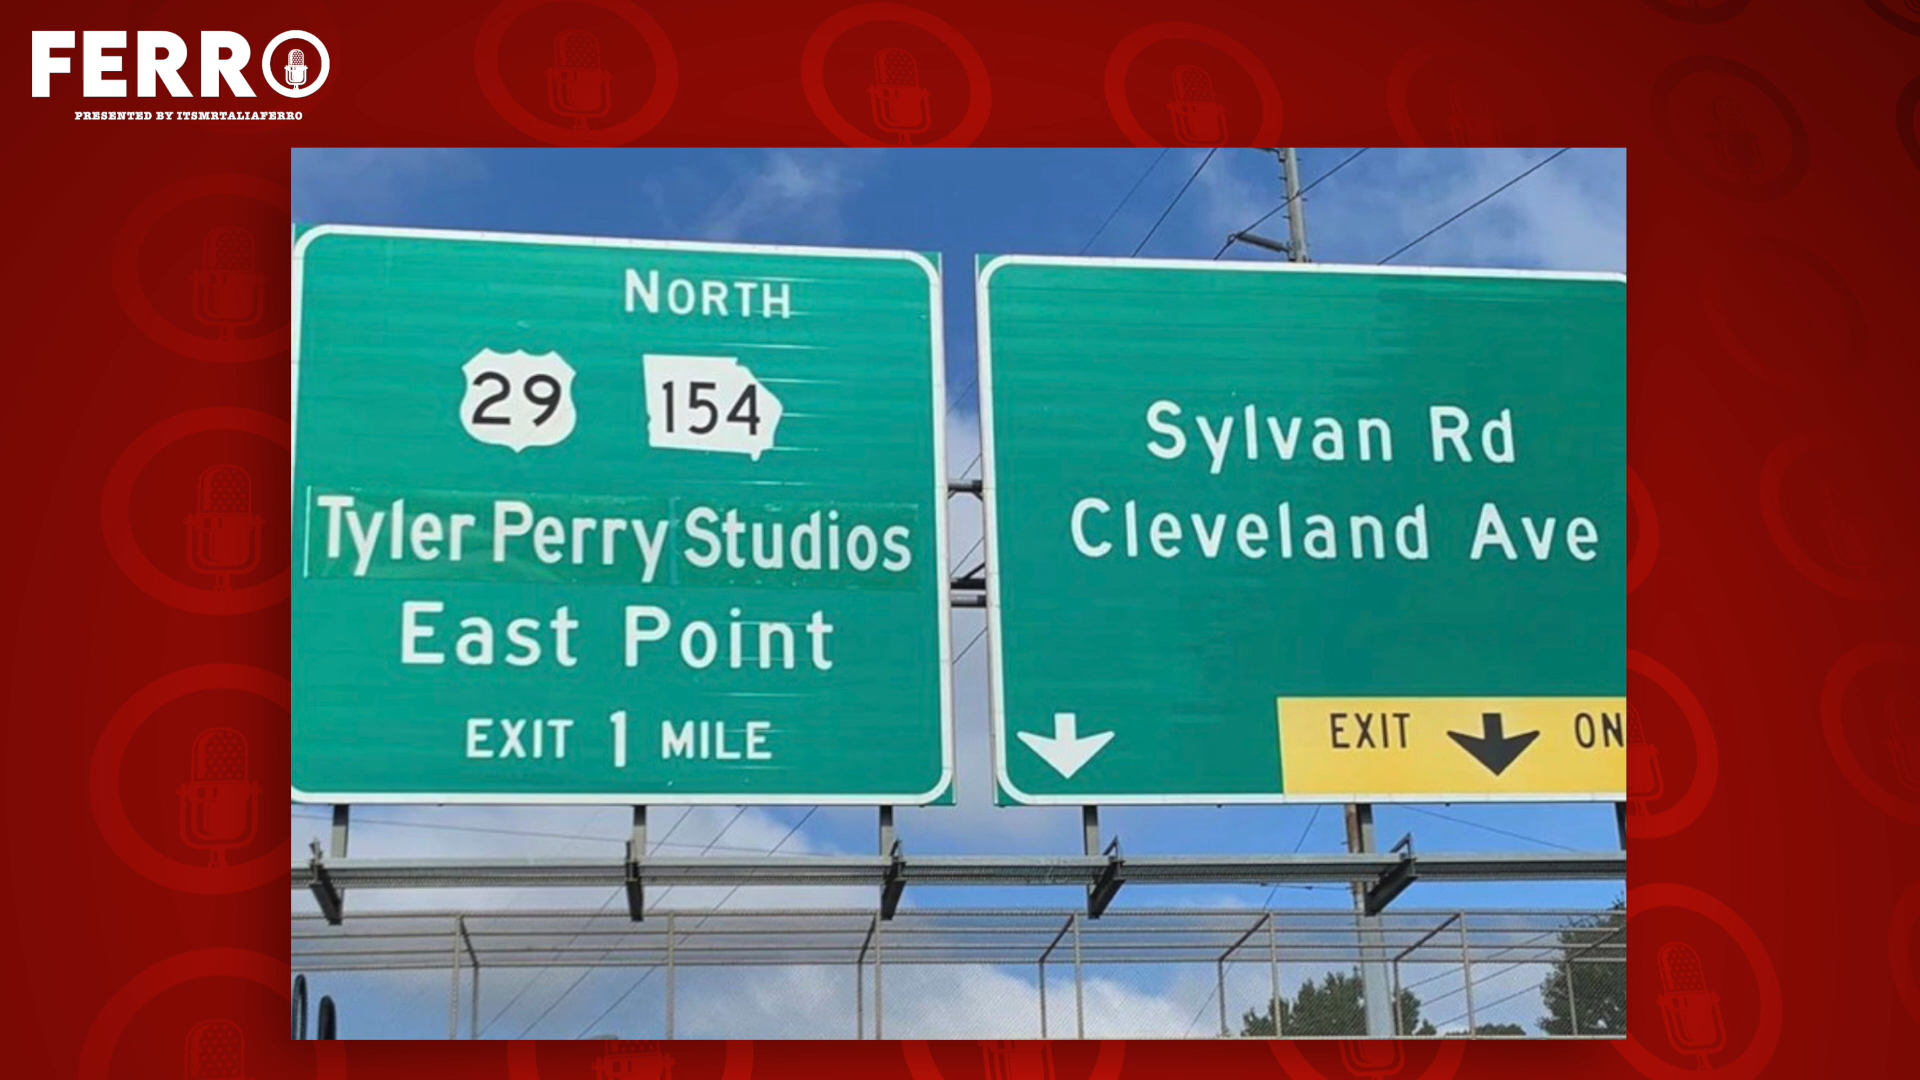 FERRO
PRESENTED BY ITSMRTALIAFERRO
NORTH
29 154
Tyler Perry Studios
East Point
EXIT 1 MILE
Sylvan Rd
Cleveland Ave
EXIT ON